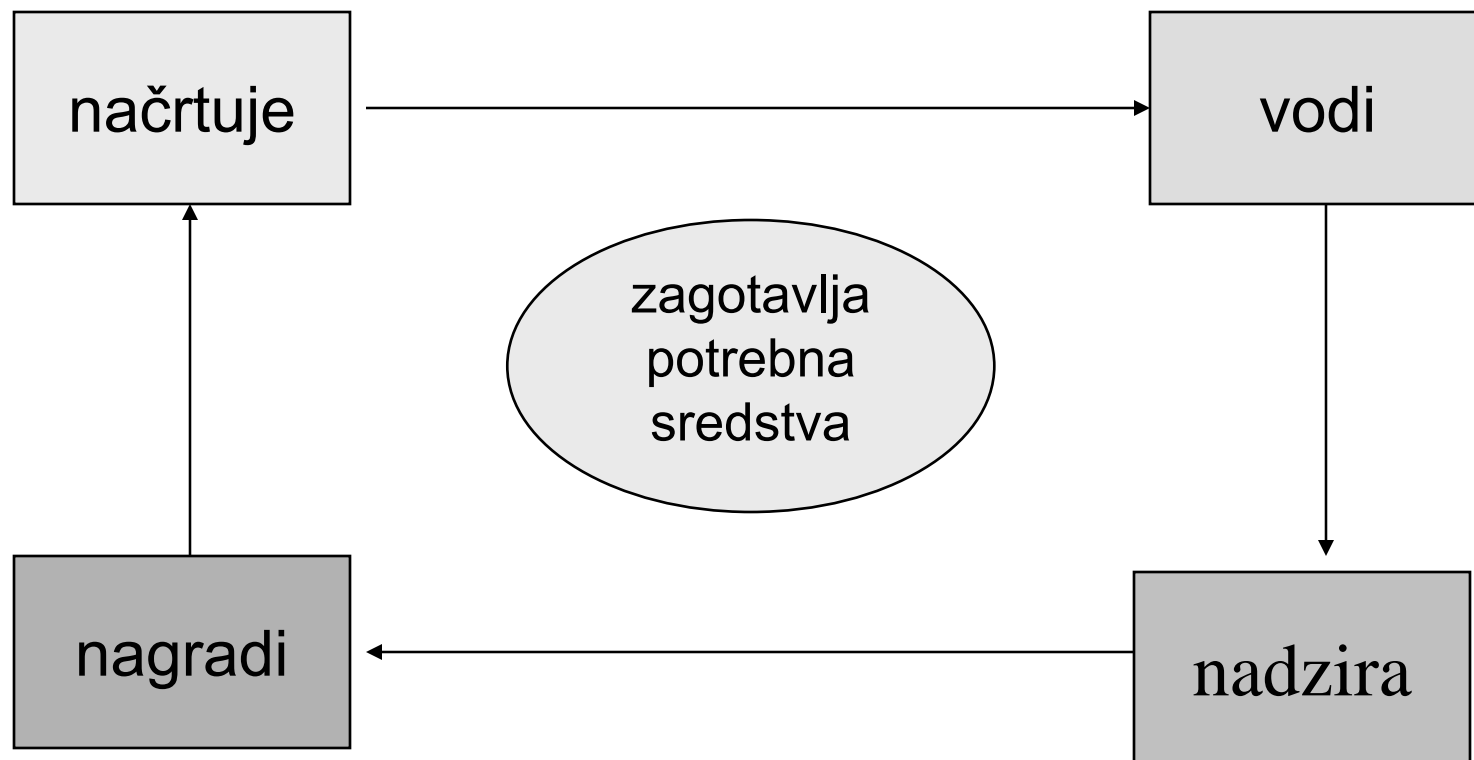 načrtuje
vodi
zagotavlja
potrebna
sredstva
nagradi
nadzira